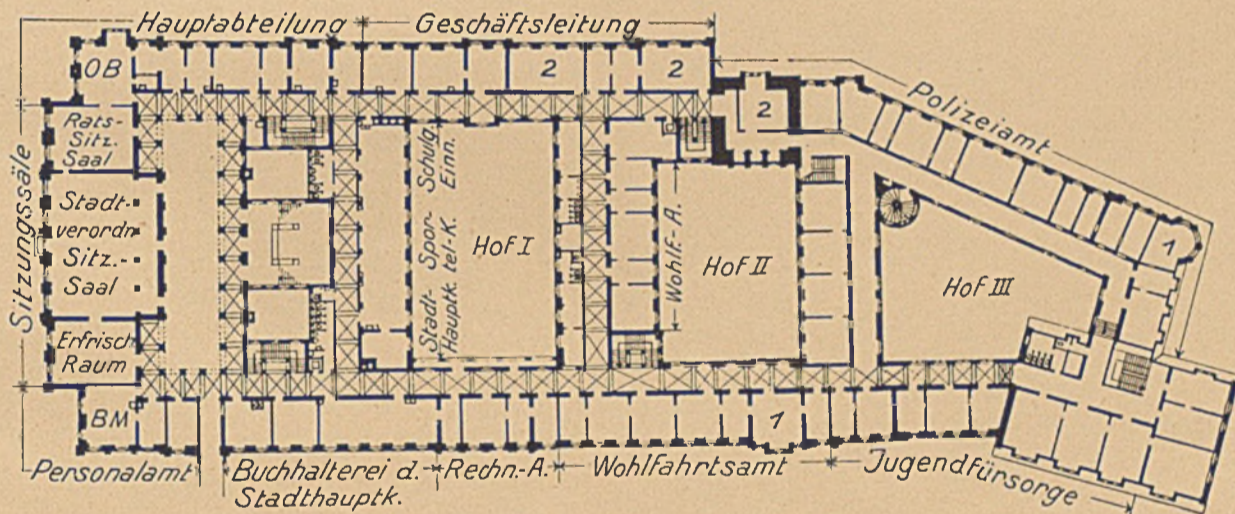 Hauptabteilung
Geschäftsleitung
OB
2
2
2
Polizeiamt
Sitzungssäle
Rats-
Sitz.
Saal
Stadt-
verordn
Sitz.-
Saal
Erfrisch
Raum
BM
Schulg.
Einn.
Spor-
tel-K.
Stadt-
Hauptk.
Hof I
Wohlf.-A.
Hof II
Hof III
1
1
Personalamt
Buchhalterei d.
Stadthauptk.
Rechn.-A.
Wohlfahrtsamt
Jugendfürsorge